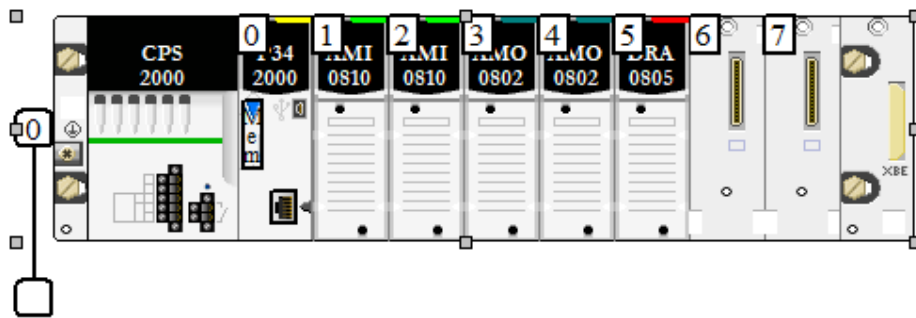 0 1 2 3 4 5 6 7
CPS P34 AMI AMI AMO AMO DRA
2000 2000 0810 0810 0802 0802 0805
0
Mem
XBE